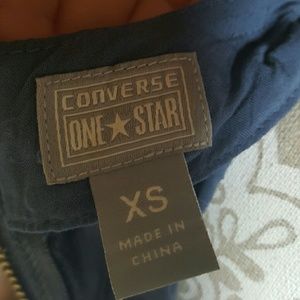 CONVERSE
ONE★STAR
XS
MADE IN
CHINA